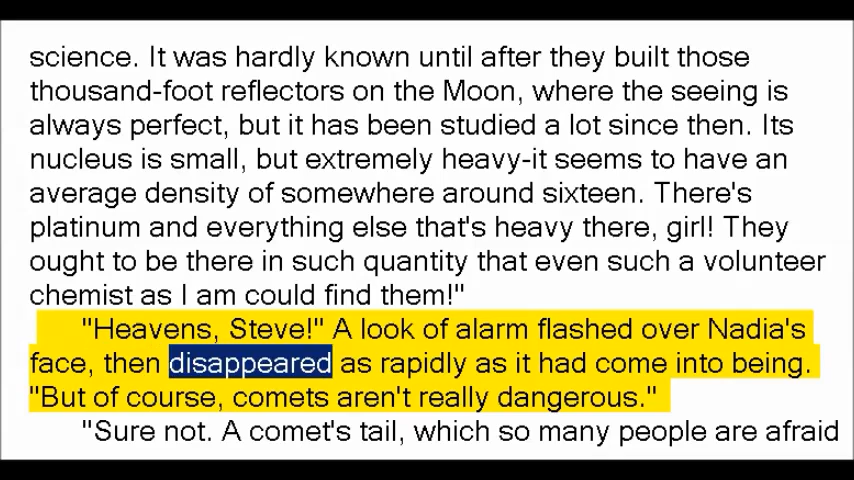 science. It was hardly known until after they built those
thousand-foot reflectors on the Moon, where the seeing is
always perfect, but it has been studied a lot since then. Its
nucleus is small, but extremely heavy-it seems to have an
average density of somewhere around sixteen. There's
platinum and everything else that's heavy there, girl! They
ought to be there in such quantity that even such a volunteer
chemist as I am could find them!"
"Heavens, Steve!" A look of alarm flashed over Nadia's
face, then disappeared as rapidly as it had come into being.
"But of course, comets aren't really dangerous."
"Sure not. A comet's tail, which so many people are afraid